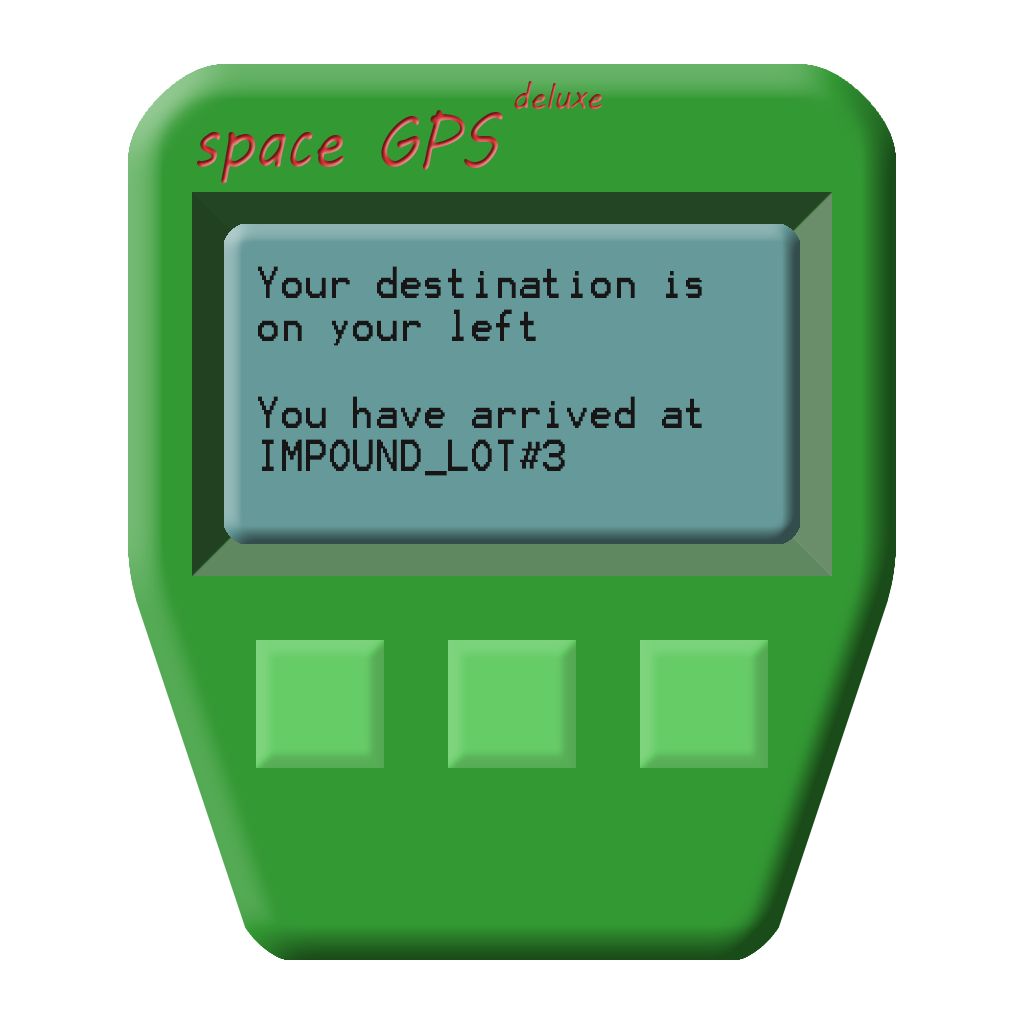 space GPS deluxe
Your destination is
on your left
You have arrived at
IMPOUND_LOT#3